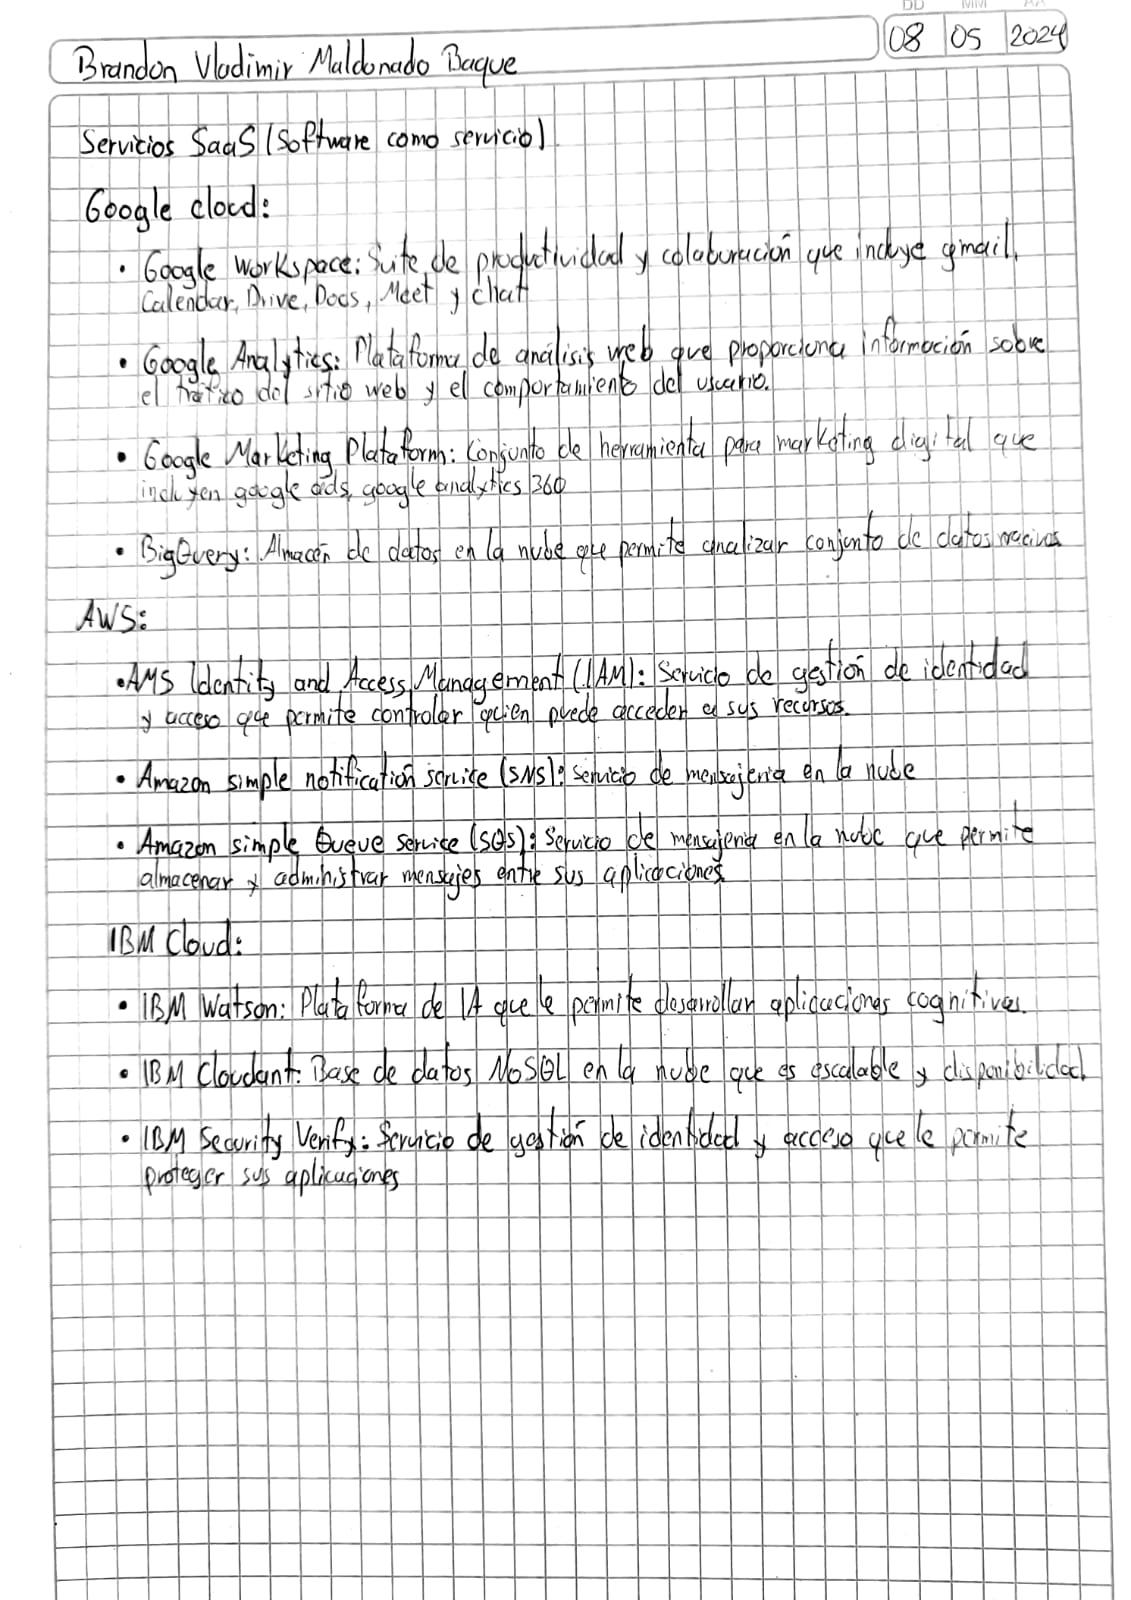 DD MM AA
Brandon Vladimir Maldonado Baque 08 05 2024
Servicios SaaS (Software como servicio)
Google cloud:
• Google workspace: Suite de productividad y colaboración que incluye gmail,
Calendar, Drive, Docs, Meet y chat
• Google Analytics: Plataforma de análisis web que proporciona información sobre
el tráfico del sitio web y el comportamiento del usuario.
• Google Marketing Plataform: Conjunto de herramienta para marketing digital que
incluyen google ads, google analytics 360
• BigQuery: Almacén de datos en la nube que permite analizar conjunto de datos macivos
AWS:
• AMS Identity and Access Management (IAM): Servicio de gestión de identidad
y acceso que permite controlar quien puede acceder a sus recursos.
• Amazon simple notification service (SNS): Servicio de mensajeria en la nube
• Amazon simple Queue Service (SQS): Servicio de mensajeria en la nube que permite
almacenar y administrar mensajes entre sus aplicaciones
IBM Cloud:
• IBM Watson: Plataforma de IA que le permite desarrollar aplicaciones cognitivas.
• IBM Cloudant: Base de datos NoSQL en la nube que es escalable y disponibilidad
• IBM Security Verify: Servicio de gestión de identidad y acceso que le permite
proteger sus aplicaciones